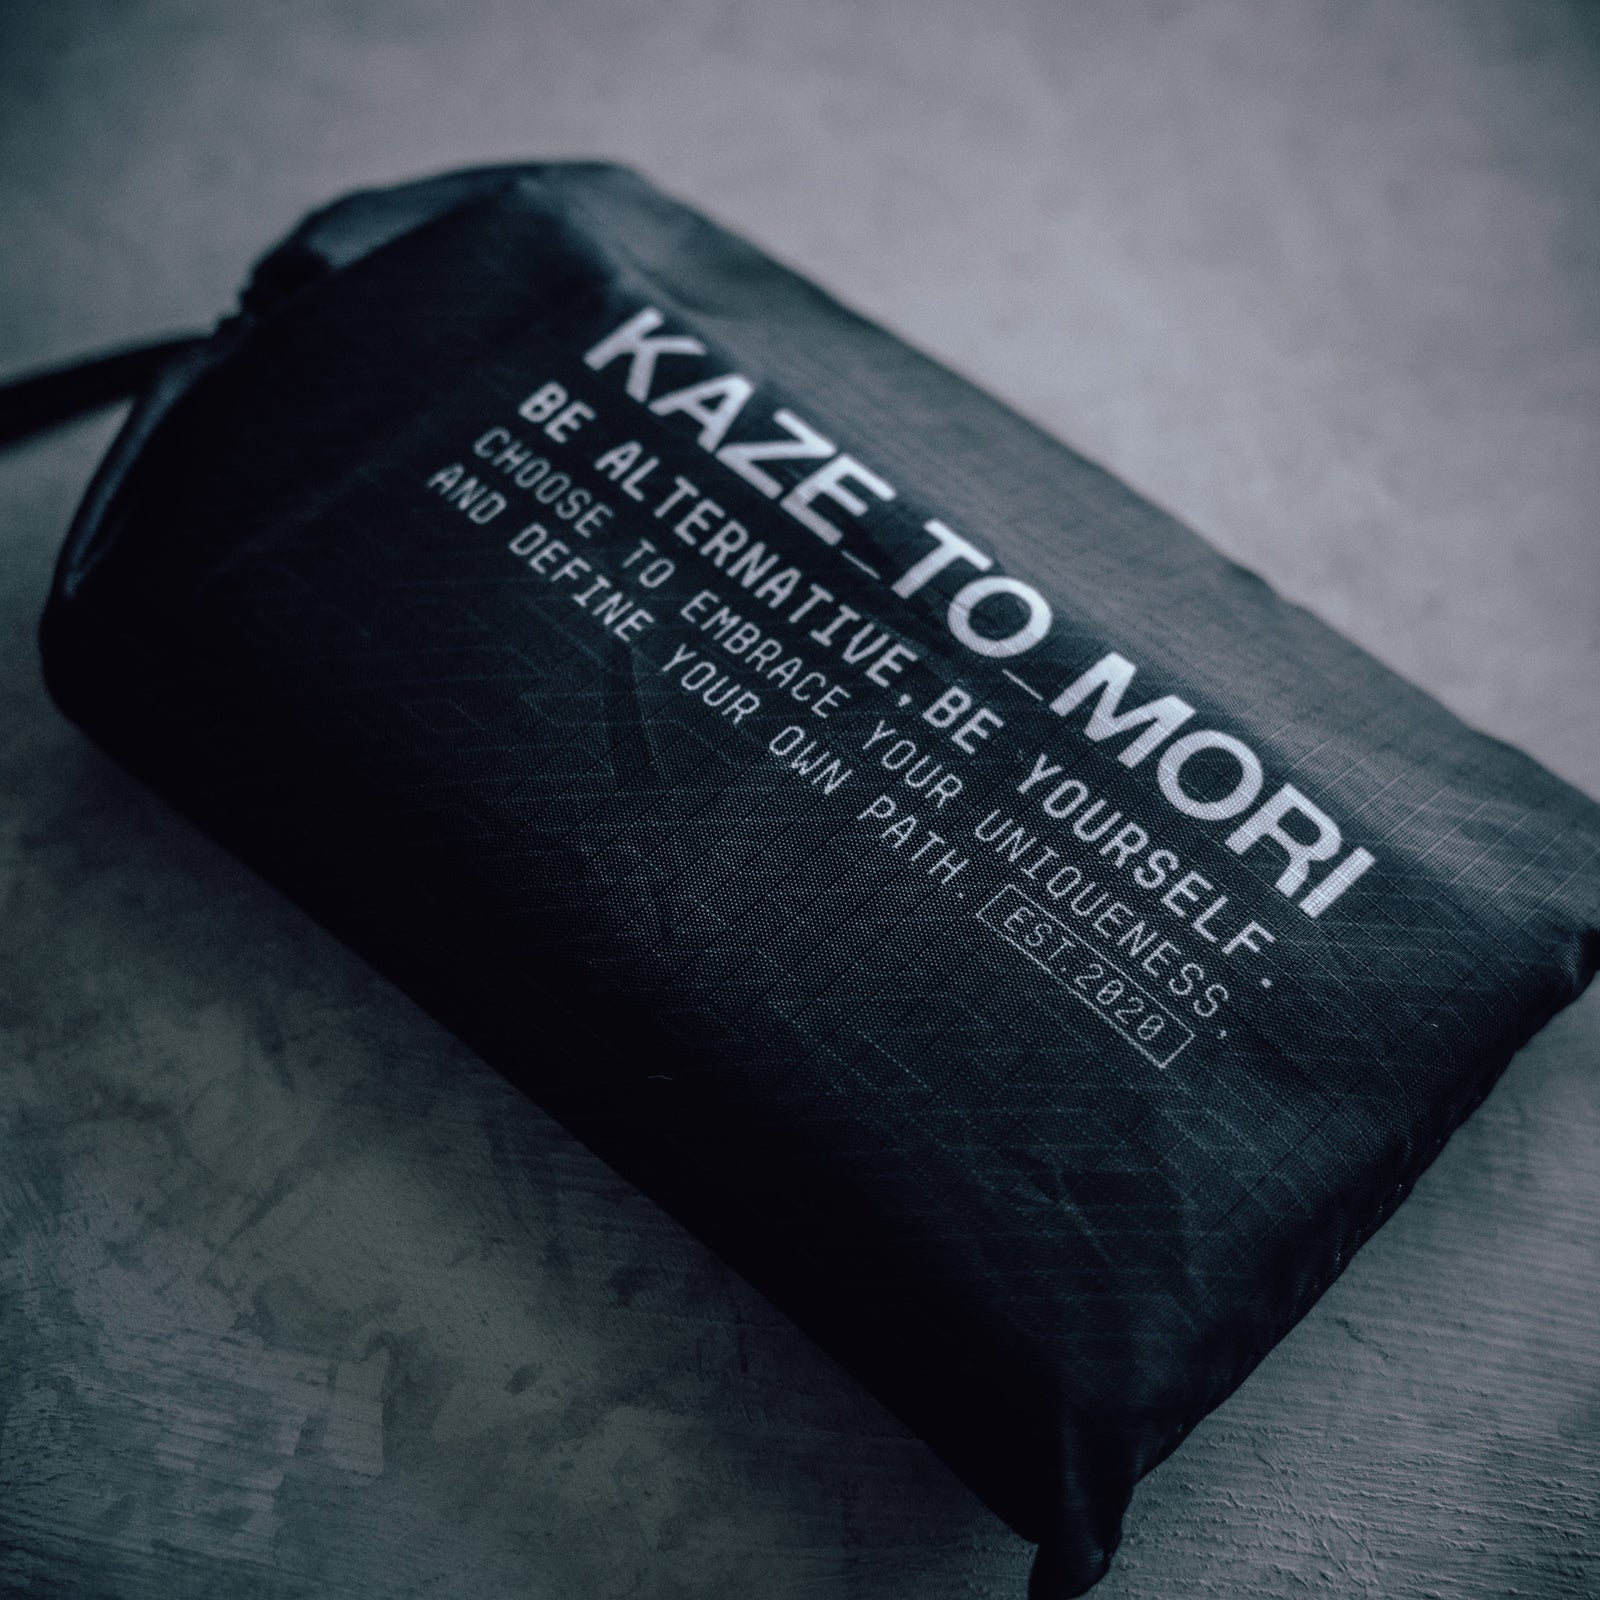 KAZE_TO_MORI
BE ALTERNATIVE, BE YOURSELF.
CHOOSE TO EMBRACE YOUR UNIQUENESS,
AND DEFINE YOUR OWN PATH. EST.2020